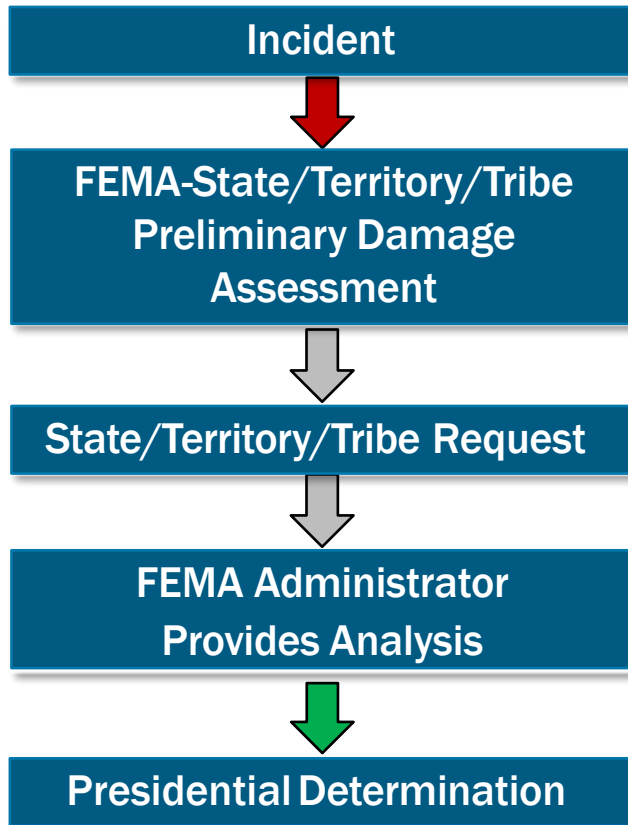 Incident
FEMA-State/Territory/Tribe
Preliminary Damage
Assessment
State/Territory/Tribe Request
FEMA Administrator
Provides Analysis
Presidential Determination